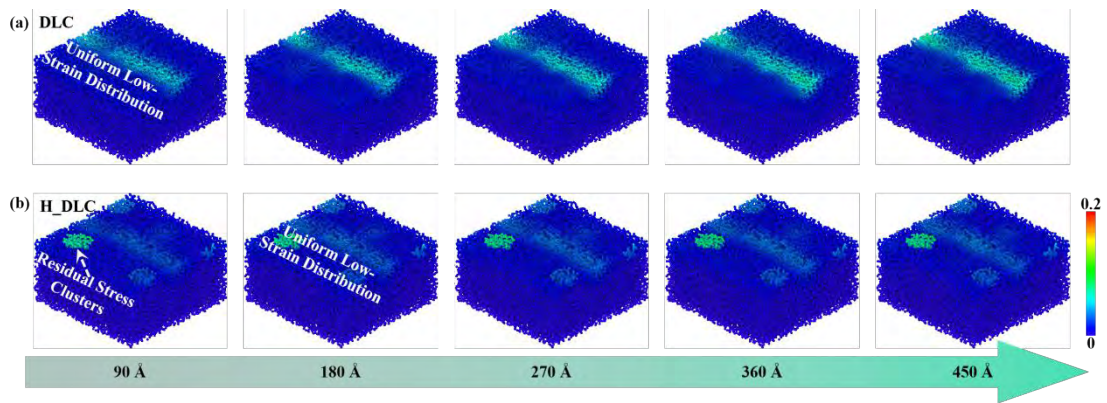 (a) DLC
Uniform Low-
Strain Distribution
(b) H_DLC
Residual Stress
Clusters
Uniform Low-
Strain Distribution
0.2
0
90 Å 180 Å 270 Å 360 Å 450 Å